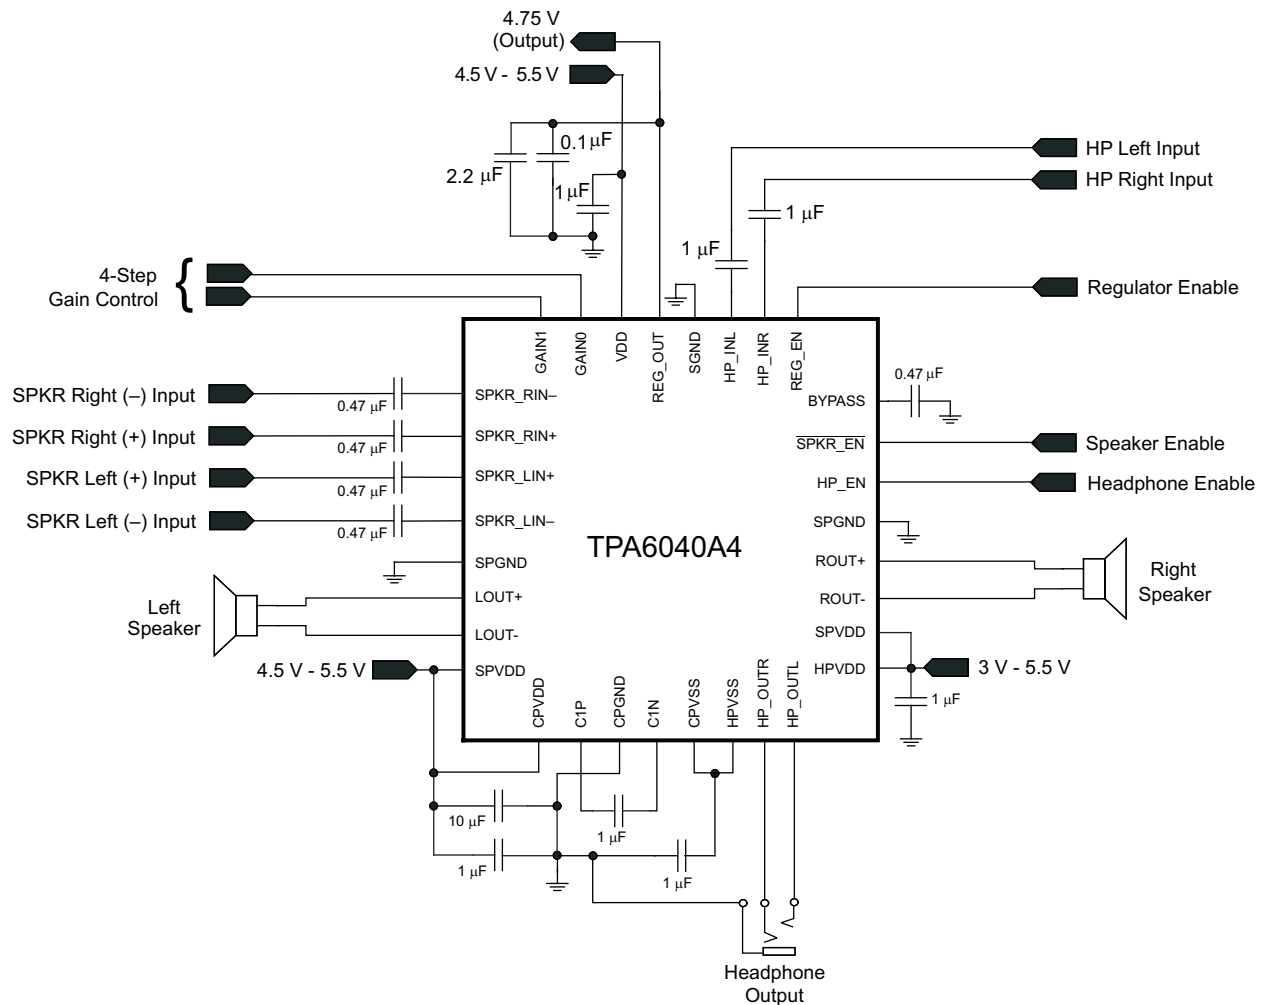 4.75 V
(Output)
4.5 V - 5.5 V
0.1 μF
2.2 μF
1 μF
HP Left Input
HP Right Input
1 μF
1 μF
4-Step
Gain Control
{
Regulator Enable
GAIN1
GAIN0
VDD
REG_OUT
SGND
HP_INL
HP_INR
REG_EN
SPKR Right (–) Input
0.47 μF
SPKR_RIN–
BYPASS
0.47 μF
SPKR Right (+) Input
0.47 μF
SPKR_RIN+
SPKR_EN
Speaker Enable
SPKR Left (+) Input
0.47 μF
SPKR_LIN+
HP_EN
Headphone Enable
SPKR Left (–) Input
0.47 μF
SPKR_LIN–
SPGND
TPA6040A4
SPGND
ROUT+
Right
Speaker
Left
Speaker
LOUT+
ROUT-
LOUT-
SPVDD
4.5 V - 5.5 V
SPVDD
HPVDD
3 V - 5.5 V
1 μF
CPVDD
C1P
CPGND
C1N
CPVSS
HPVSS
HP_OUTR
HP_OUTL
10 μF
1 μF
1 μF
1 μF
Headphone
Output